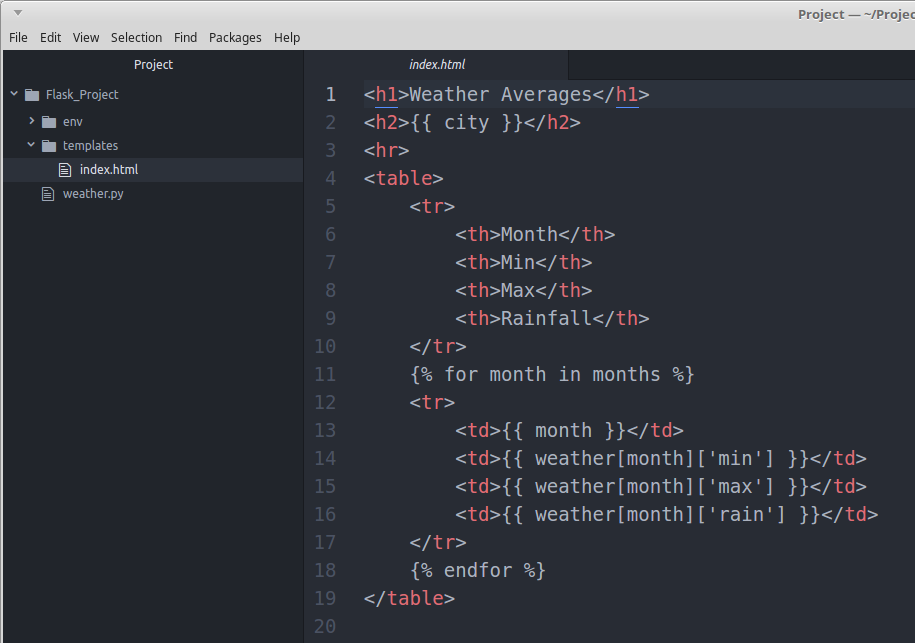 Project — ~/Projec
File Edit View Selection Find Packages Help
Project
Flask_Project
env
templates
index.html
weather.py
index.html
1 <h1>Weather Averages</h1>
2 <h2>{{ city }}</h2>
3 <hr>
4 <table>
5     <tr>
6         <th>Month</th>
7         <th>Min</th>
8         <th>Max</th>
9         <th>Rainfall</th>
10     </tr>
11     {% for month in months %}
12     <tr>
13         <td>{{ month }}</td>
14         <td>{{ weather[month]['min'] }}</td>
15         <td>{{ weather[month]['max'] }}</td>
16         <td>{{ weather[month]['rain'] }}</td>
17     </tr>
18     {% endfor %}
19 </table>
20